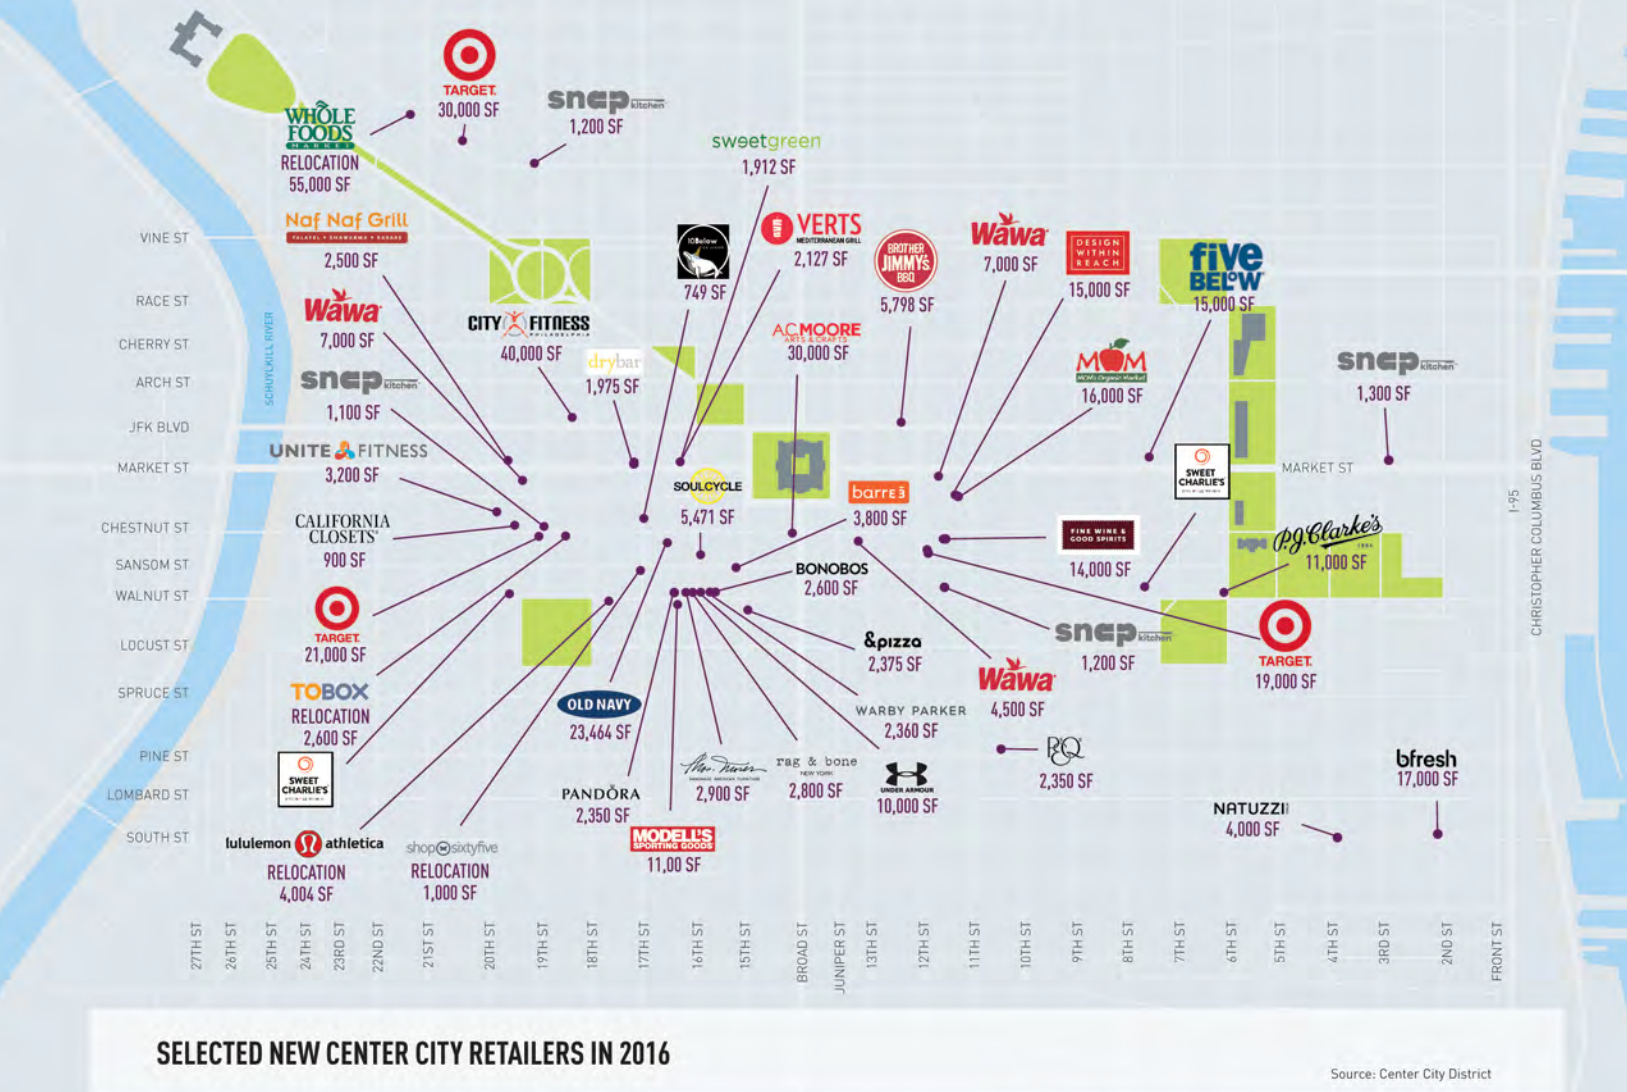 TARGET.
30,000 SF
snap kitchen
1,200 SF
WHOLE
FOODS
MARKET
RELOCATION
55,000 SF
sweetgreen
1,912 SF
Naf Naf Grill
FALAFEL • SHAWARMA • KABABS
2,500 SF
10Below
749 SF
VERTS
MEDITERRANEAN GRILL
2,127 SF
BROTHER
JIMMY'S
BBQ
5,798 SF
Wawa
7,000 SF
DESIGN
WITHIN
REACH
15,000 SF
five
BELOW
15,000 SF
VINE ST
RACE ST
CHERRY ST
ARCH ST
JFK BLVD
MARKET ST
CHESTNUT ST
SANSOM ST
WALNUT ST
LOCUST ST
SPRUCE ST
PINE ST
LOMBARD ST
SOUTH ST
SCHUYLKILL RIVER
Wawa
7,000 SF
CITY FITNESS
PHILADELPHIA
40,000 SF
drybar
1,975 SF
A.C.MOORE
ARTS & CRAFTS
30,000 SF
MOM
MOM's Organic Market
16,000 SF
snap kitchen
1,300 SF
snap kitchen
1,100 SF
UNITE FITNESS
3,200 SF
SOULCYCLE
5,471 SF
barre3
3,800 SF
SWEET
CHARLIE'S
MARKET ST
CALIFORNIA
CLOSETS
900 SF
FINE WINE &
GOOD SPIRITS
14,000 SF
P.J. Clarke's
1884
11,000 SF
I-95
CHRISTOPHER COLUMBUS BLVD
BONOBOS
2,600 SF
TARGET.
21,000 SF
&pizza
2,375 SF
snap kitchen
1,200 SF
TARGET.
19,000 SF
TOBOX
RELOCATION
2,600 SF
OLD NAVY
23,464 SF
WARBY PARKER
2,360 SF
Wawa
4,500 SF
SWEET
CHARLIE'S
PANDORA
2,350 SF
Thos. Moser
HANDMADE AMERICAN FURNITURE
2,900 SF
rag & bone
NEW YORK
2,800 SF
UNDER ARMOUR
10,000 SF
2,350 SF
bfresh
17,000 SF
NATUZZI
4,000 SF
lululemon athletica
RELOCATION
4,004 SF
shop sixtyfive
RELOCATION
1,000 SF
MODELL'S
SPORTING GOODS
11,00 SF
27TH ST
26TH ST
25TH ST
24TH ST
23RD ST
22ND ST
21ST ST
20TH ST
19TH ST
18TH ST
17TH ST
16TH ST
15TH ST
BROAD ST
JUNIPER ST
13TH ST
12TH ST
11TH ST
10TH ST
9TH ST
8TH ST
7TH ST
6TH ST
5TH ST
4TH ST
3RD ST
2ND ST
FRONT ST
SELECTED NEW CENTER CITY RETAILERS IN 2016
Source: Center City District